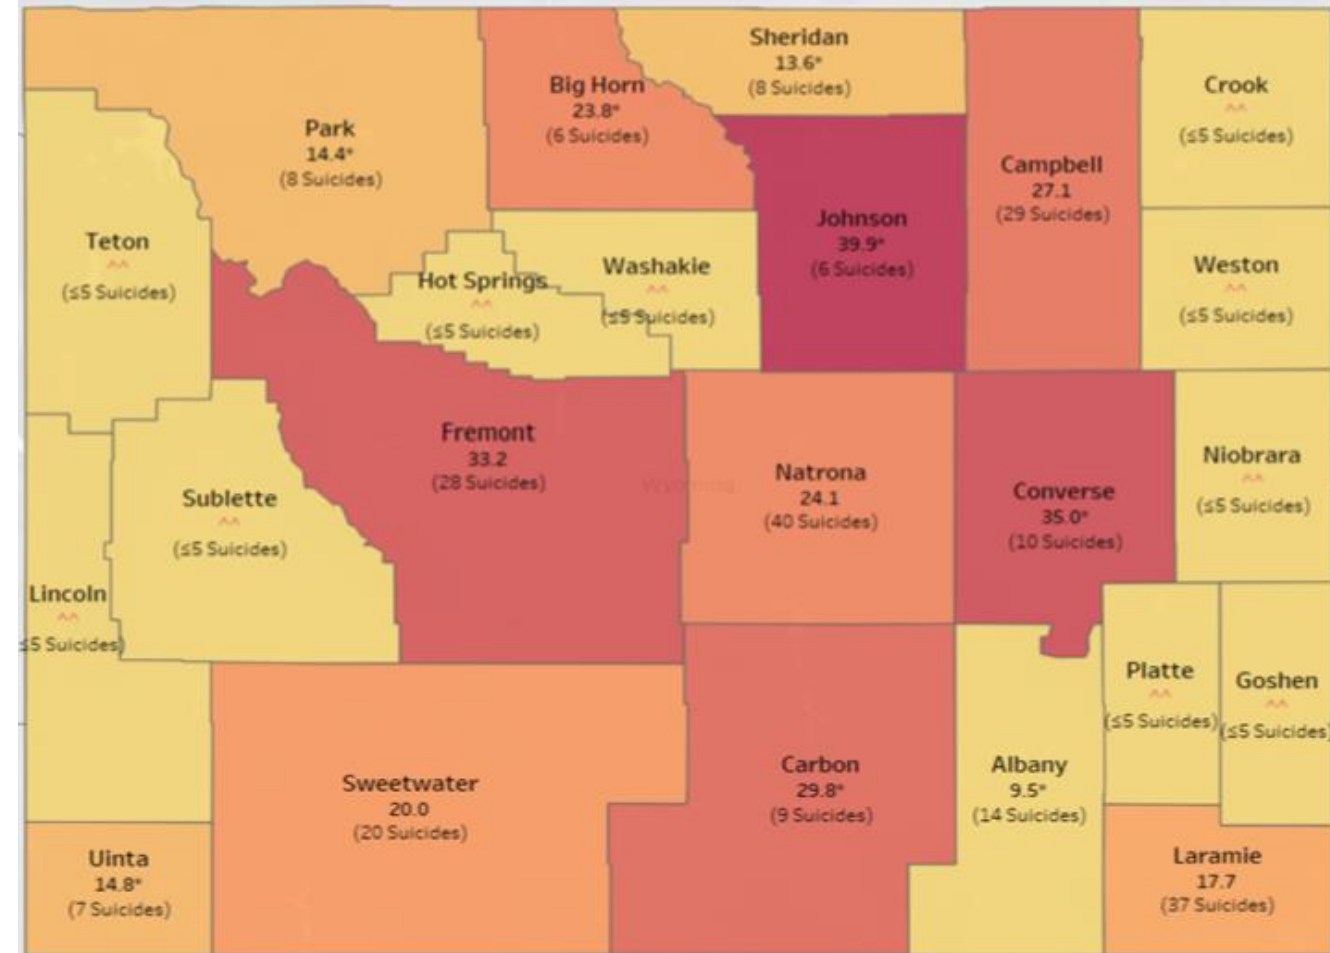 Sheridan
13.6*
(8 Suicides)
Big Horn
23.8*
(6 Suicides)
Crook
^^
(≤5 Suicides)
Park
14.4*
(8 Suicides)
Campbell
27.1
(29 Suicides)
Johnson
39.9*
(6 Suicides)
Teton
^^
(≤5 Suicides)
Hot Springs
^^
(≤5 Suicides)
Washakie
^^
(≤5 Suicides)
Weston
^^
(≤5 Suicides)
Fremont
33.2
(28 Suicides)
Wyoming
Natrona
24.1
(40 Suicides)
Converse
35.0*
(10 Suicides)
Niobrara
^^
(≤5 Suicides)
Sublette
^^
(≤5 Suicides)
Lincoln
^^
≤5 Suicides)
Platte
^^
(≤5 Suicides)
Goshen
^^
(≤5 Suicides)
Sweetwater
20.0
(20 Suicides)
Carbon
29.8*
(9 Suicides)
Albany
9.5*
(14 Suicides)
Uinta
14.8*
(7 Suicides)
Laramie
17.7
(37 Suicides)